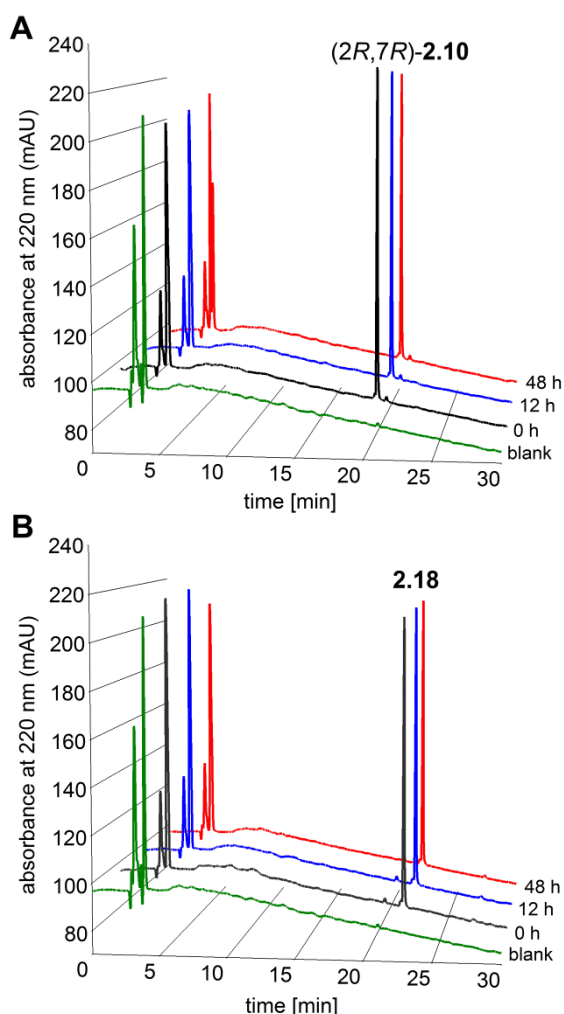 A
(2R,7R)-2.10
absorbance at 220 nm (mAU)
240
220
200
180
160
140
120
100
80
0
5
10
15
20
25
30
time [min]
48 h
12 h
0 h
blank
B
2.18
absorbance at 220 nm (mAU)
240
220
200
180
160
140
120
100
80
0
5
10
15
20
25
30
time [min]
48 h
12 h
0 h
blank